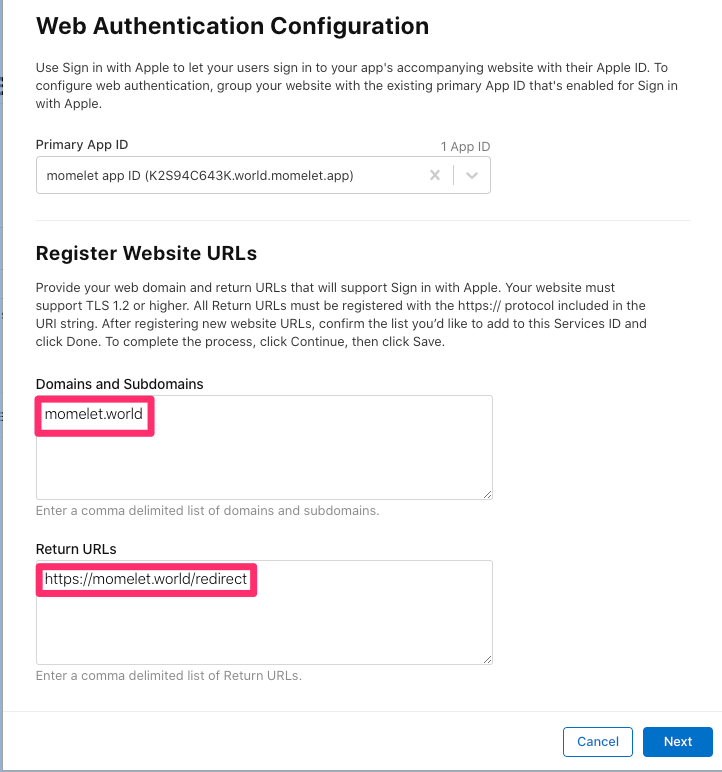 Web Authentication Configuration
Use Sign in with Apple to let your users sign in to your app's accompanying website with their Apple ID. To
configure web authentication, group your website with the existing primary App ID that's enabled for Sign in
with Apple.
Primary App ID
1 App ID
momelet app ID (K2S94C643K.world.momelet.app)
Register Website URLs
Provide your web domain and return URLs that will support Sign in with Apple. Your website must
support TLS 1.2 or higher. All Return URLs must be registered with the https:// protocol included in the
URI string. After registering new website URLs, confirm the list you’d like to add to this Services ID and
click Done. To complete the process, click Continue, then click Save.
Domains and Subdomains
momelet.world
Enter a comma delimited list of domains and subdomains.
Return URLs
https://momelet.world/redirect
Enter a comma delimited list of Return URLs.
Cancel
Next